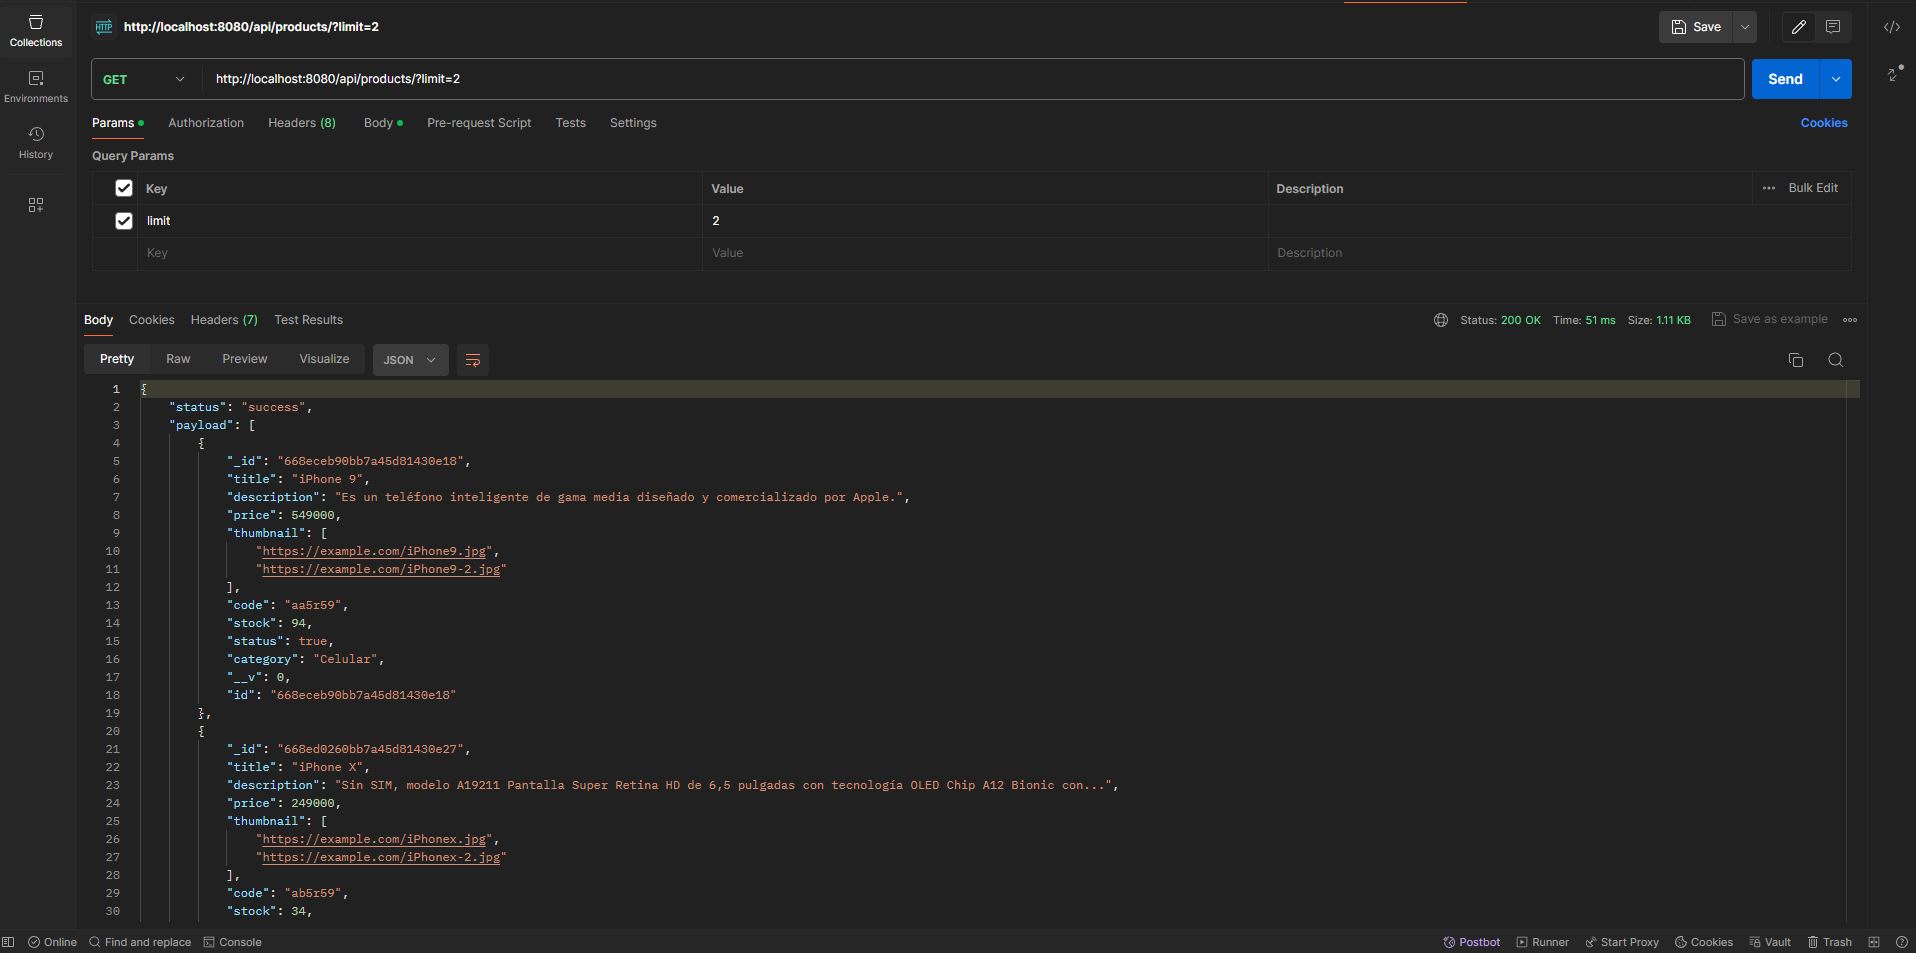 Collections
Environments
History
HTTP http://localhost:8080/api/products/?limit=2
Save
GET http://localhost:8080/api/products/?limit=2
Send
Params Authorization Headers (8) Body Pre-request Script Tests Settings Cookies
Query Params
Key Value Description ••• Bulk Edit
limit 2
Key Value Description
Body Cookies Headers (7) Test Results Status: 200 OK Time: 51 ms Size: 1.11 KB Save as example
Pretty Raw Preview Visualize JSON
1 {
2 "status": "success",
3 "payload": [
4 {
5 "_id": "668eceb90bb7a45d81430e18",
6 "title": "iPhone 9",
7 "description": "Es un teléfono inteligente de gama media diseñado y comercializado por Apple.",
8 "price": 549000,
9 "thumbnail": [
10 "https://example.com/iPhone9.jpg",
11 "https://example.com/iPhone9-2.jpg"
12 ],
13 "code": "aa5r59",
14 "stock": 94,
15 "status": true,
16 "category": "Celular",
17 "__v": 0,
18 "id": "668eceb90bb7a45d81430e18"
19 },
20 {
21 "_id": "668ed0260bb7a45d81430e27",
22 "title": "iPhone X",
23 "description": "Sin SIM, modelo A19211 Pantalla Super Retina HD de 6,5 pulgadas con tecnología OLED Chip A12 Bionic con...",
24 "price": 249000,
25 "thumbnail": [
26 "https://example.com/iPhonex.jpg",
27 "https://example.com/iPhonex-2.jpg"
28 ],
29 "code": "ab5r59",
30 "stock": 34,
Online Find and replace Console Postbot Runner Start Proxy Cookies Vault Trash